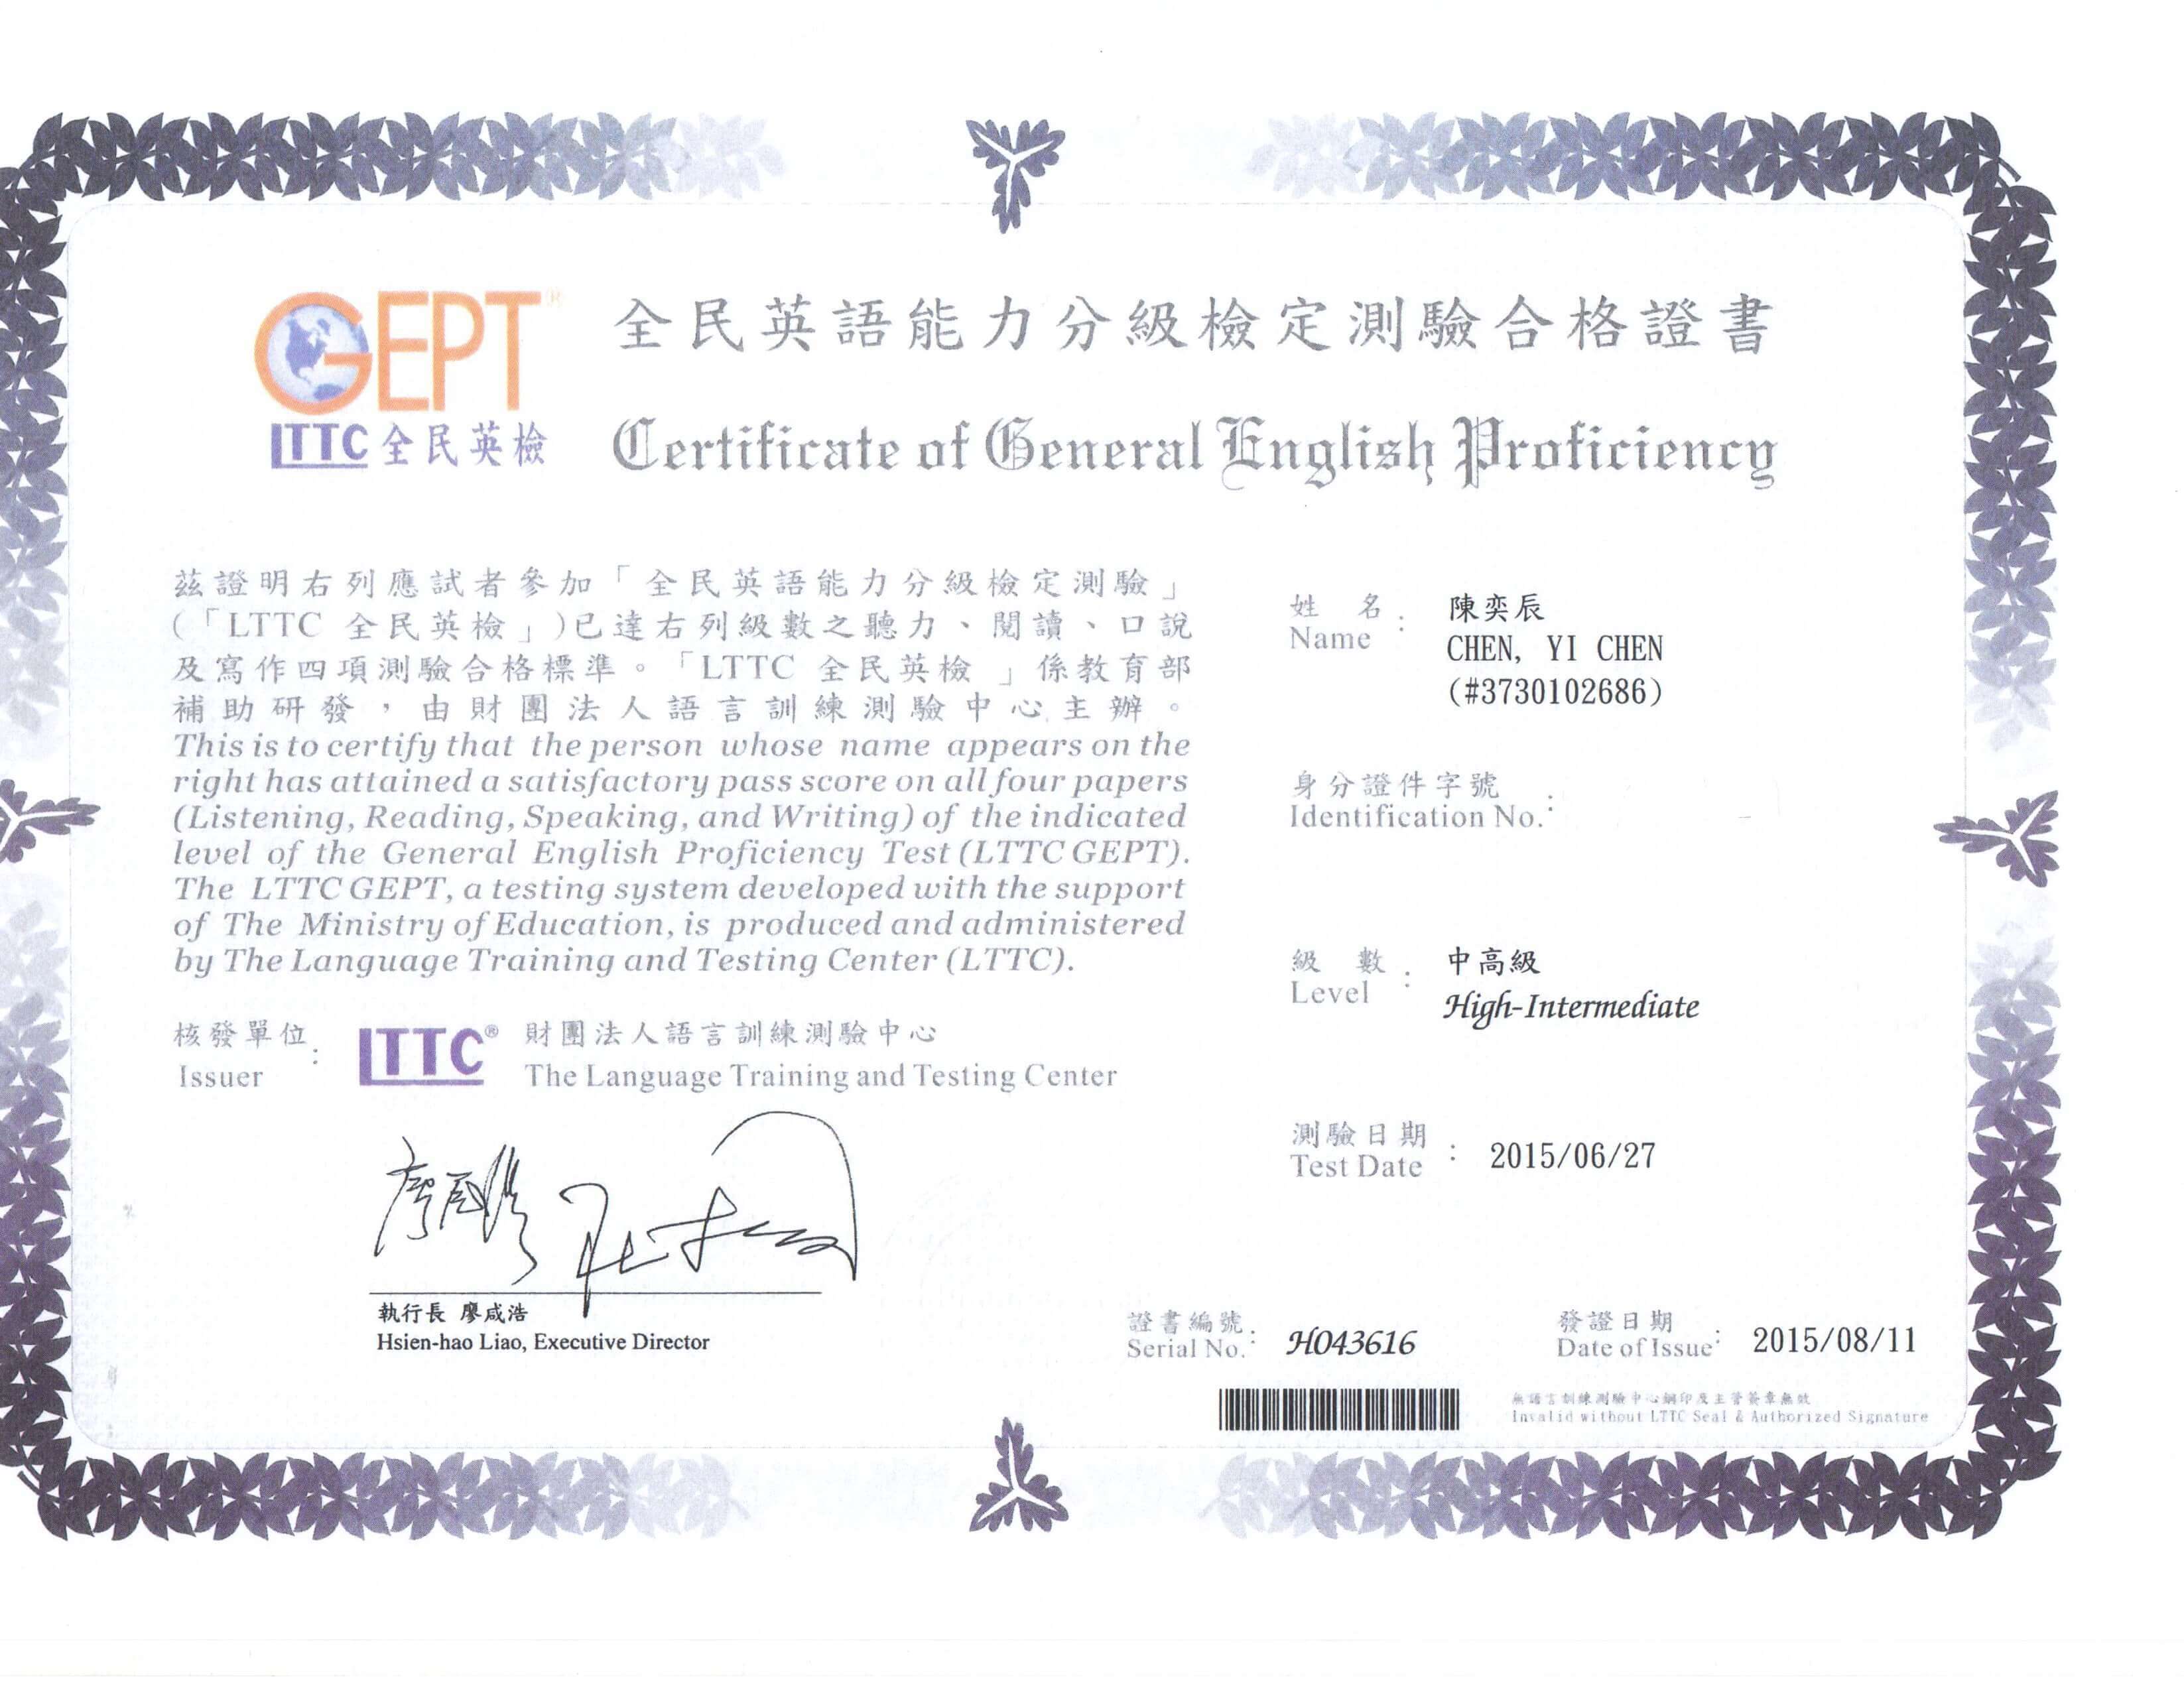 GEPT®
LTTC 全民英檢
全民英語能力分級檢定測驗合格證書
Certificate of General English Proficiency
茲證明右列應試者參加「全民英語能力分級檢定測驗」
(「LTTC 全民英檢」)已達右列級數之聽力、閱讀、口說
及寫作四項測驗合格標準。「LTTC 全民英檢 」係教育部
補助研發，由財團法人語言訓練測驗中心主辦。
This is to certify that the person whose name appears on the
right has attained a satisfactory pass score on all four papers
(Listening, Reading, Speaking, and Writing) of the indicated
level of the General English Proficiency Test (LTTC GEPT).
The LTTC GEPT, a testing system developed with the support
of The Ministry of Education, is produced and administered
by The Language Training and Testing Center (LTTC).
核發單位
Issuer :
LTTC® 財團法人語言訓練測驗中心
The Language Training and Testing Center
執行長 廖咸浩
Hsien-hao Liao, Executive Director
姓 名 : 陳奕辰
Name CHEN, YI CHEN
(#3730102686)
身分證件字號 :
Identification No.
級 數 : 中高級
Level High-Intermediate
測驗日期 : 2015/06/27
Test Date
證書編號 : H043616
Serial No.
發證日期 : 2015/08/11
Date of Issue
無語言訓練測驗中心鋼印及主管簽章無效
Invalid without LTTC Seal & Authorized Signature